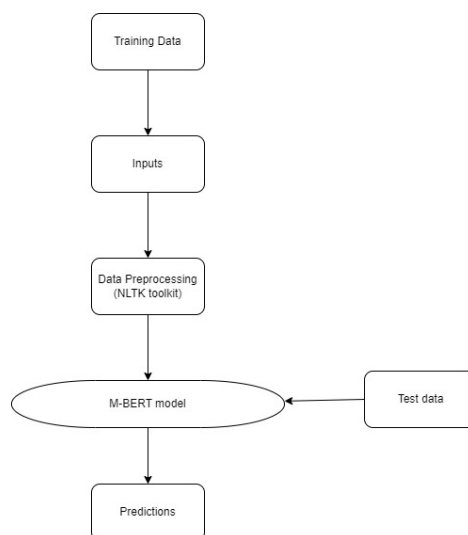 Training Data
Inputs
Data Preprocessing
(NLTK toolkit)
M-BERT model
Test data
Predictions